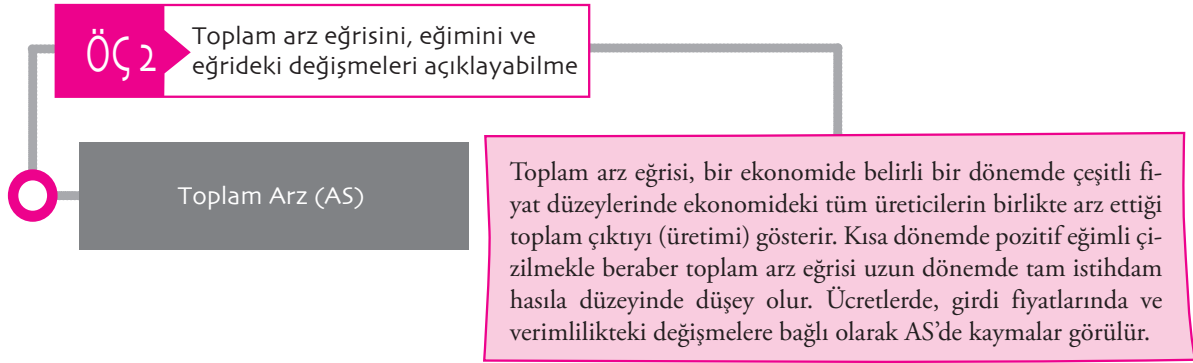 ÖÇ 2
Toplam arz eğrisini, eğimini ve
eğrideki değişmeleri açıklayabilme
Toplam Arz (AS)
Toplam arz eğrisi, bir ekonomide belirli bir dönemde çeşitli fi-
yat düzeylerinde ekonomideki tüm üreticilerin birlikte arz ettiği
toplam çıktıyı (üretimi) gösterir. Kısa dönemde pozitif eğimli çi-
zilmekle beraber toplam arz eğrisi uzun dönemde tam istihdam
hasıla düzeyinde düşey olur. Ücretlerde, girdi fiyatlarında ve
verimlilikteki değişmelere bağlı olarak AS’de kaymalar görülür.